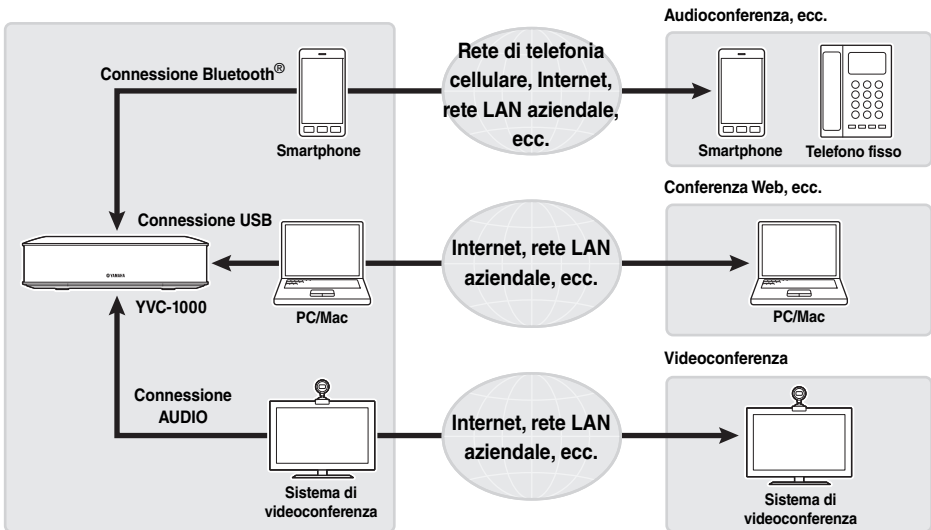 Audioconferenza, ecc.
Connessione Bluetooth®
Rete di telefonia
cellulare, Internet,
rete LAN aziendale,
ecc.
Smartphone
Smartphone
Telefono fisso
Conferenza Web, ecc.
Connessione USB
Internet, rete LAN
aziendale, ecc.
YAMAHA
YVC-1000
PC/Mac
PC/Mac
Videoconferenza
Connessione
AUDIO
Internet, rete LAN
aziendale, ecc.
Sistema di
videoconferenza
Sistema di
videoconferenza